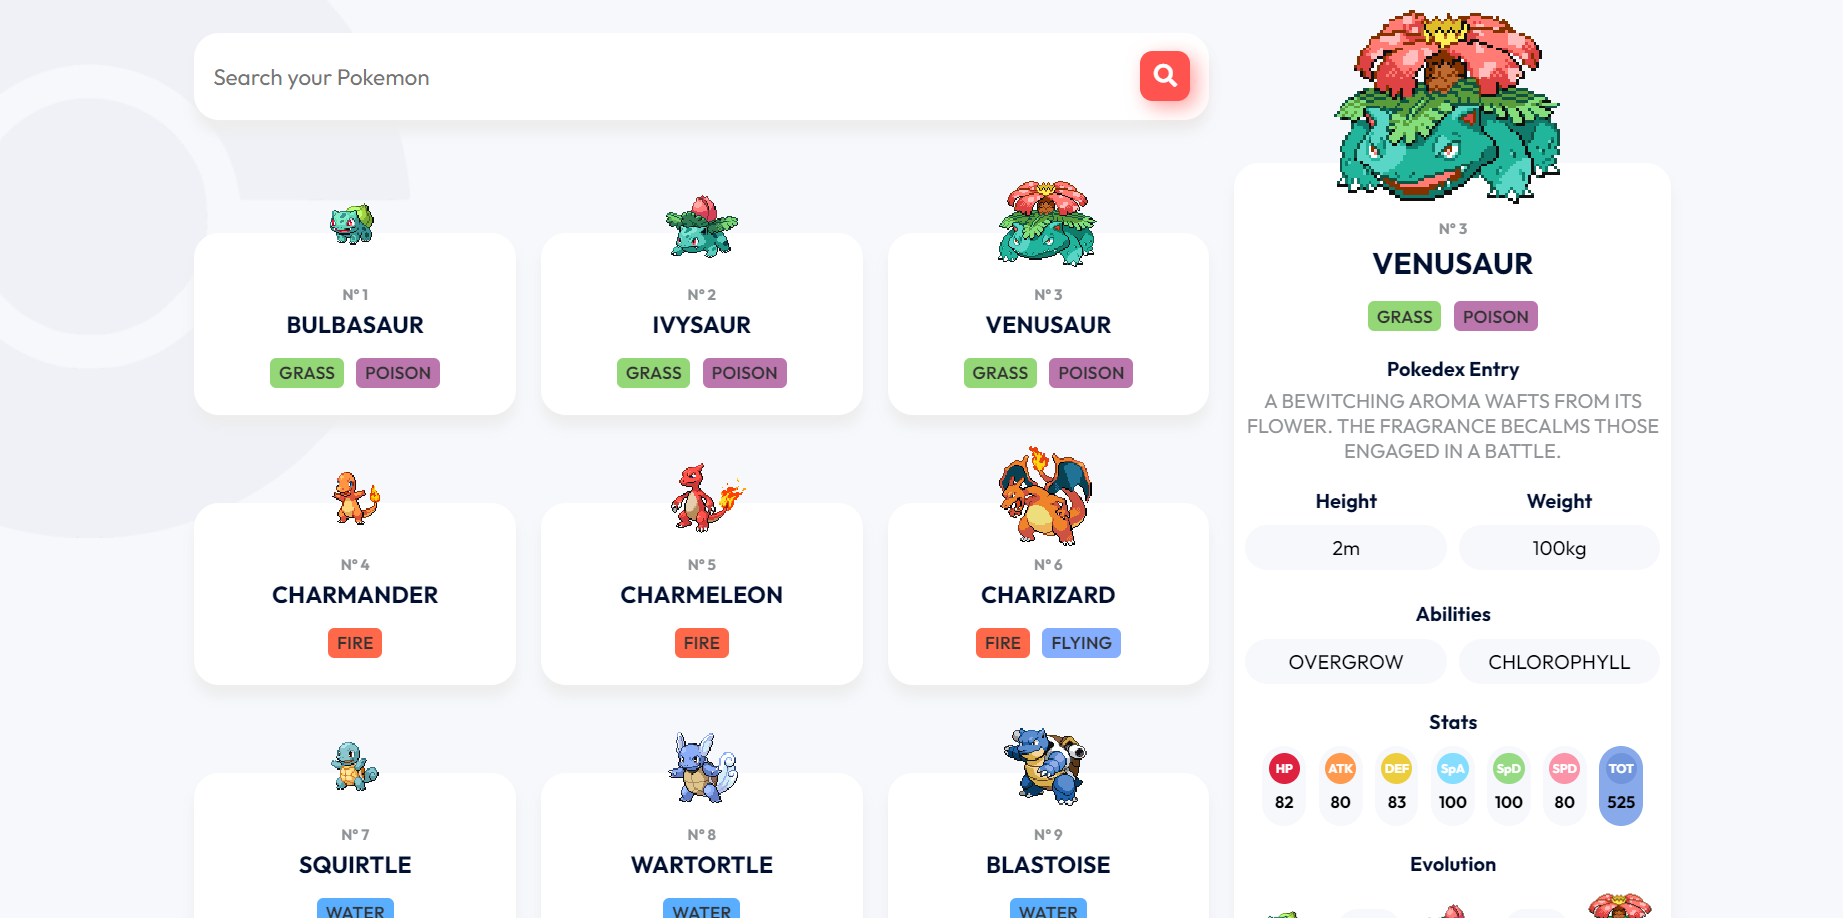 Search your Pokemon
N° 1
BULBASAUR
GRASS POISON
N° 2
IVYSAUR
GRASS POISON
N° 3
VENUSAUR
GRASS POISON
N° 4
CHARMANDER
FIRE
N° 5
CHARMELEON
FIRE
N° 6
CHARIZARD
FIRE FLYING
N° 7
SQUIRTLE
WATER
N° 8
WARTORTLE
WATER
N° 9
BLASTOISE
WATER
N° 3
VENUSAUR
GRASS POISON
Pokedex Entry
A BEWITCHING AROMA WAFTS FROM ITS
FLOWER. THE FRAGRANCE BECALMS THOSE
ENGAGED IN A BATTLE.
Height Weight
2m 100kg
Abilities
OVERGROW CHLOROPHYLL
Stats
HP ATK DEF SpA SpD SPD TOT
82 80 83 100 100 80 525
Evolution